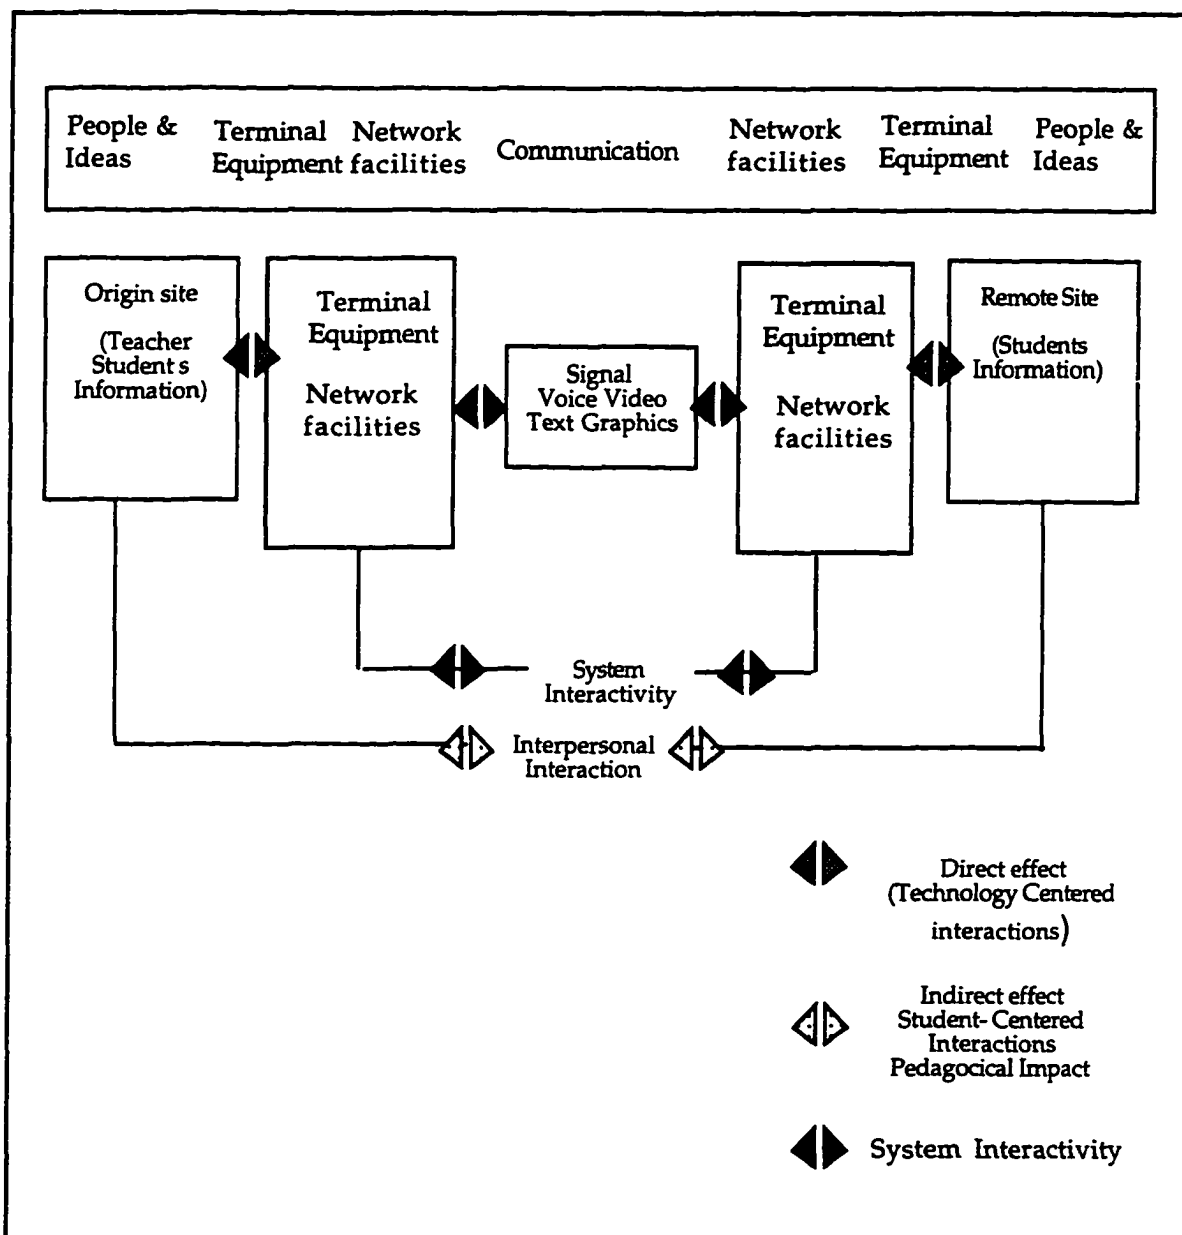 People &
Ideas
Terminal
Equipment
Network
facilities
Communication
Network
facilities
Terminal
Equipment
People &
Ideas
Origin site
(Teacher
Student s
Information)
Terminal
Equipment
Network
facilities
Signal
Voice Video
Text Graphics
Terminal
Equipment
Network
facilities
Remote Site
(Students
Information)
System
Interactivity
Interpersonal
Interaction
Direct effect
(Technology Centered
interactions)
Indirect effect
Student- Centered
Interactions
Pedagocical Impact
System Interactivity